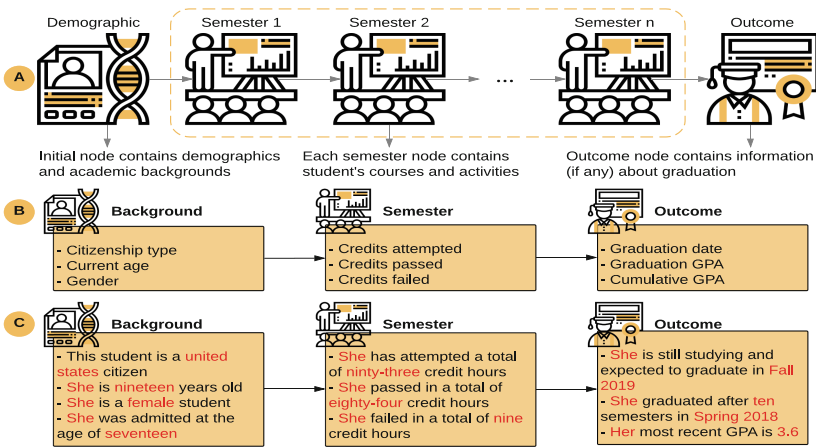 Demographic
Semester 1
Semester 2
Semester n
Outcome
A
...
Initial node contains demographics
and academic backgrounds
Each semester node contains
student's courses and activities
Outcome node contains information
(if any) about graduation
B
Background
Semester
Outcome
- Citizenship type
- Current age
- Gender
- Credits attempted
- Credits passed
- Credits failed
- Graduation date
- Graduation GPA
- Cumulative GPA
C
Background
Semester
Outcome
- This student is a united
states citizen
- She is nineteen years old
- She is a female student
- She was admitted at the
age of seventeen
- She has attempted a total
of ninty-three credit hours
- She passed in a total of
eighty-four credit hours
- She failed in a total of nine
credit hours
- She is still studying and
expected to graduate in Fall
2019
- She graduated after ten
semesters in Spring 2018
- Her most recent GPA is 3.6